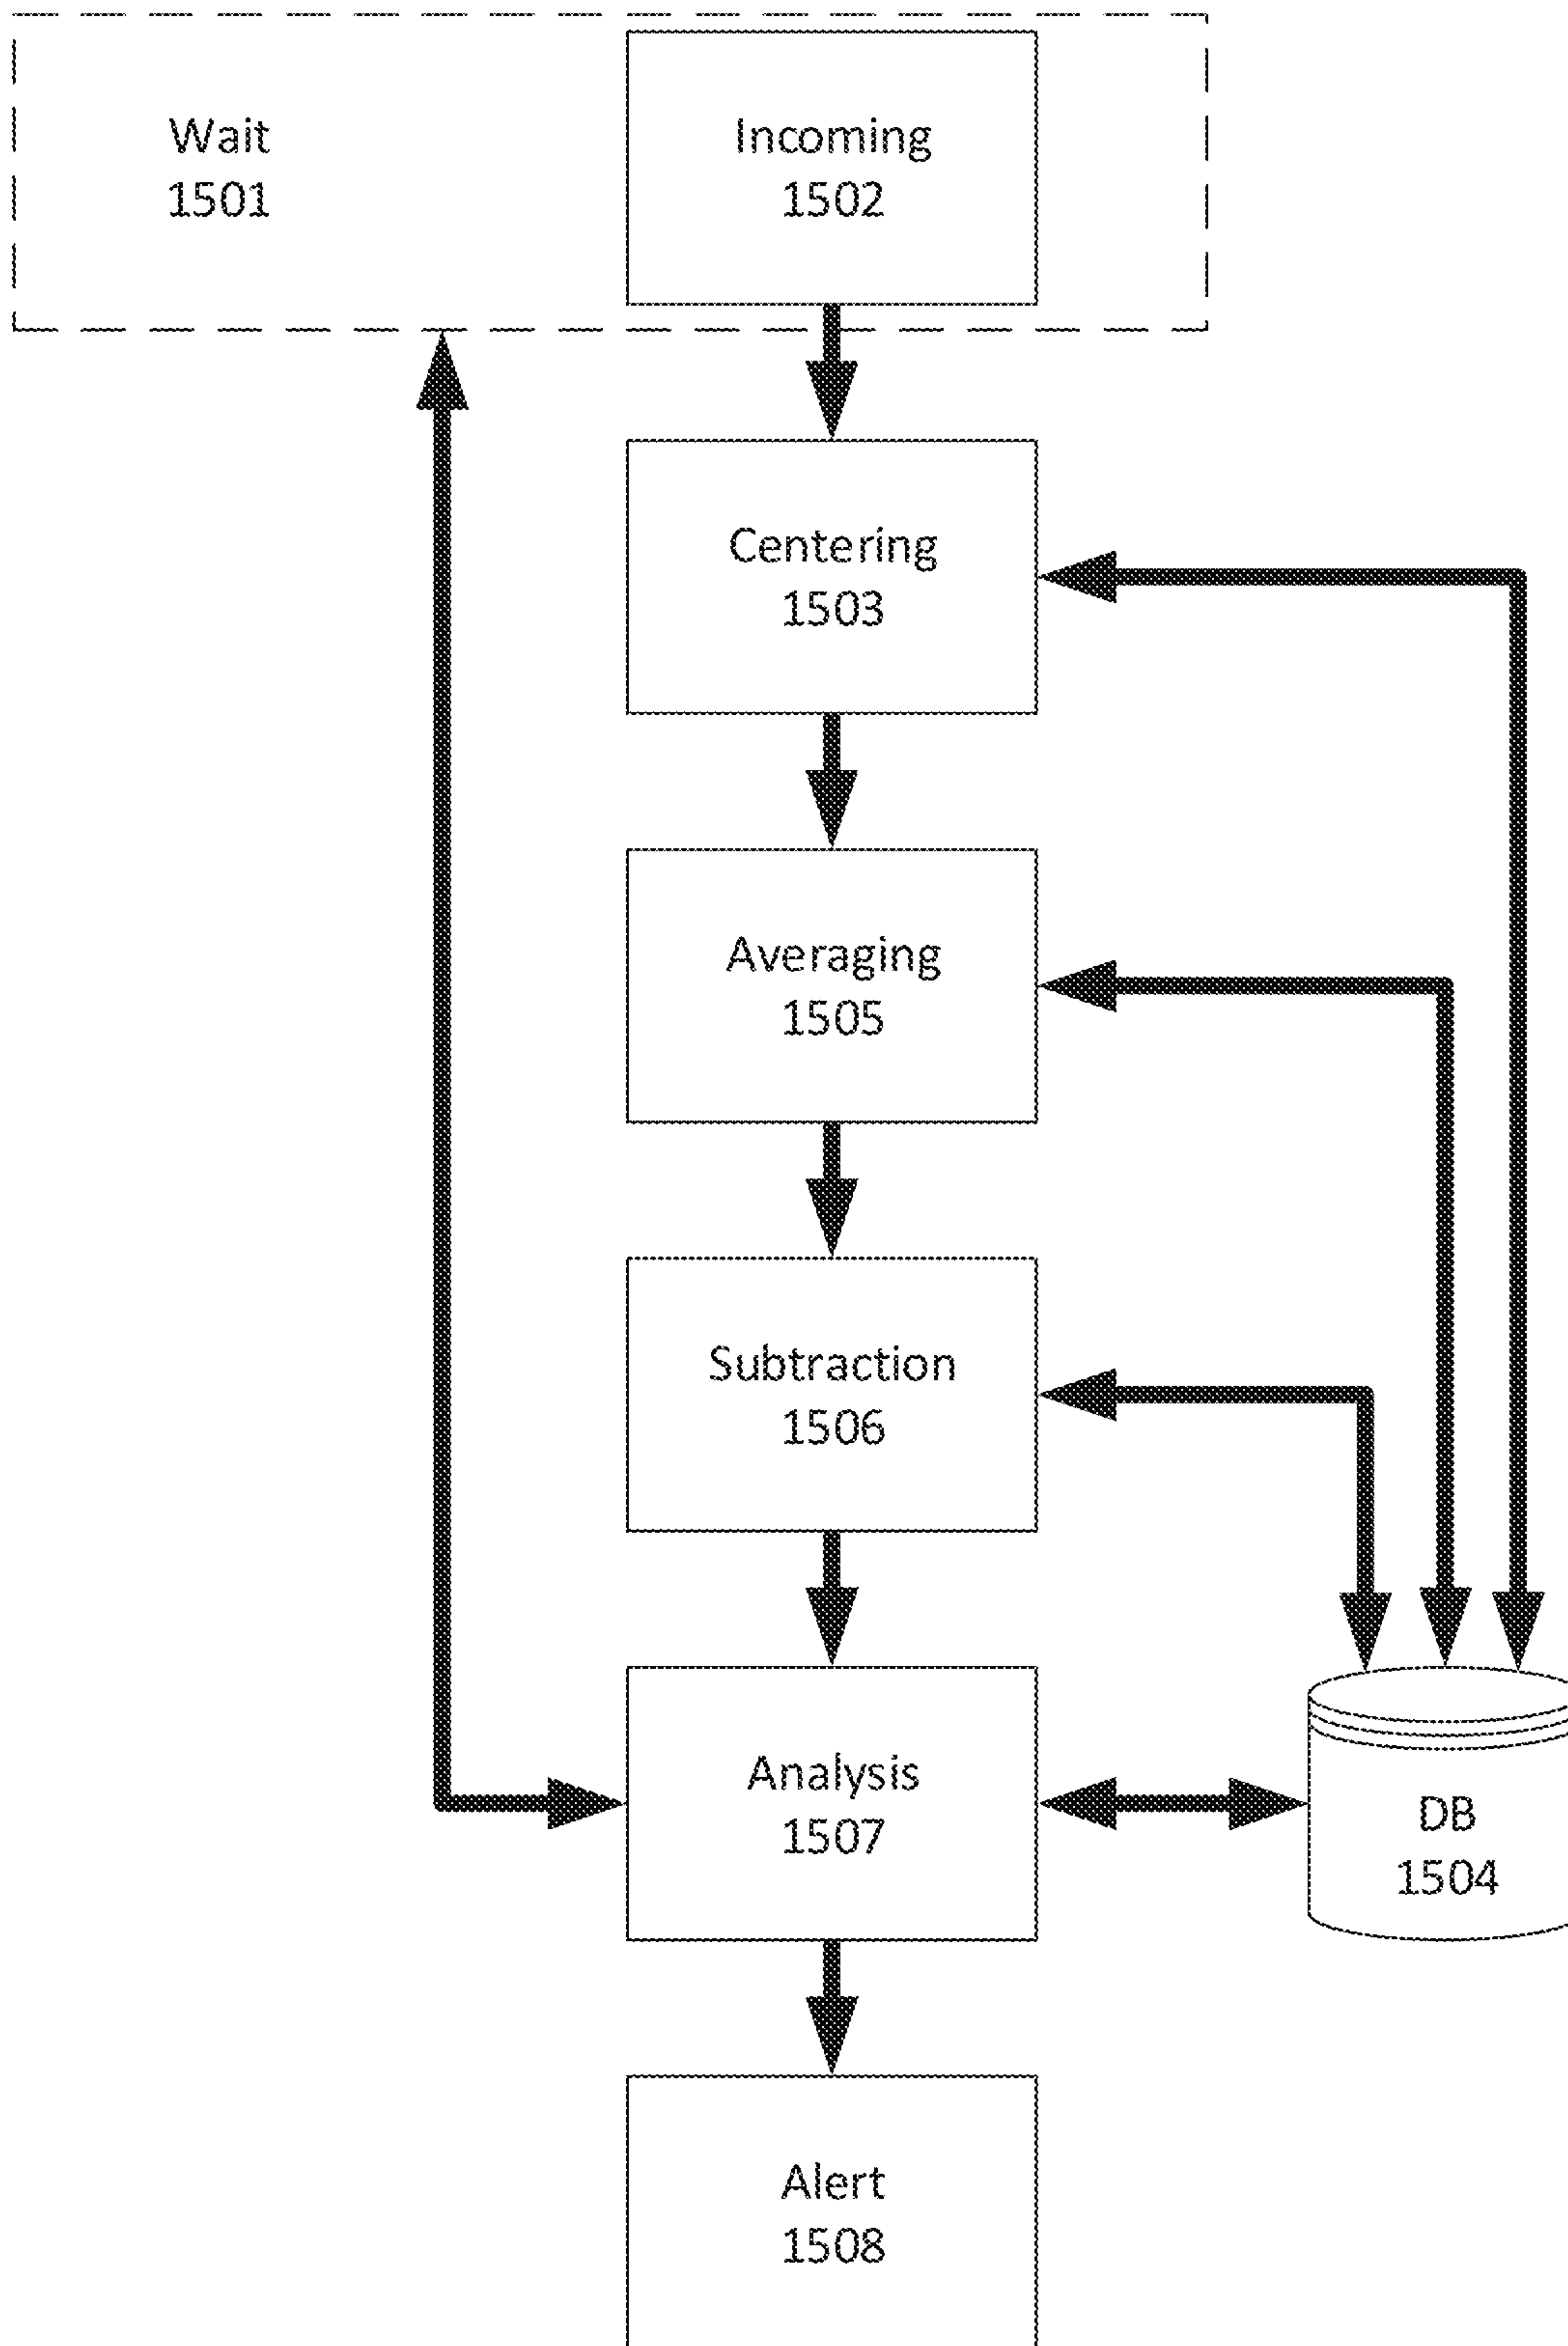 Wait
1501
Incoming
1502
Centering
1503
Averaging
1505
Subtraction
1506
Analysis
1507
DB
1504
Alert
1508